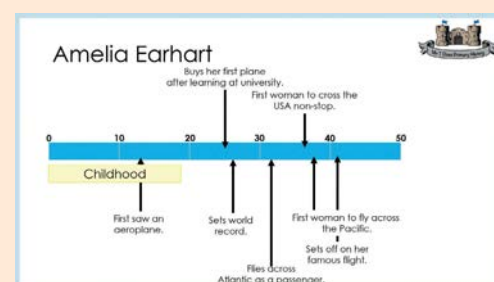 Amelia Earhart
Buys her first plane
after learning at university.
First woman to cross the
USA non-stop.
0 10 20 30 40 50
Childhood
First saw an
aeroplane.
Sets world
record.
Flies across
Atlantic as a passenger.
First woman to fly across
the Pacific.
Sets off on her
famous flight.